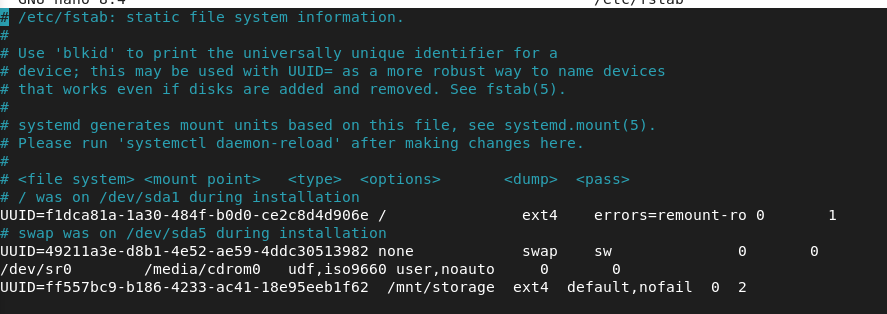 GNU nano 8.4 /etc/fstab
# /etc/fstab: static file system information.
#
# Use 'blkid' to print the universally unique identifier for a
# device; this may be used with UUID= as a more robust way to name devices
# that works even if disks are added and removed. See fstab(5).
#
# systemd generates mount units based on this file, see systemd.mount(5).
# Please run 'systemctl daemon-reload' after making changes here.
#
# <file system> <mount point>   <type>  <options>       <dump>  <pass>
# / was on /dev/sda1 during installation
UUID=f1dca81a-1a30-484f-b0d0-ce2c8d4d906e /               ext4    errors=remount-ro 0       1
# swap was on /dev/sda5 during installation
UUID=49211a3e-d8b1-4e52-ae59-4ddc30513982 none            swap    sw              0       0
/dev/sr0        /media/cdrom0   udf,iso9660 user,noauto     0       0
UUID=ff557bc9-b186-4233-ac41-18e95eeb1f62  /mnt/storage  ext4  default,nofail  0  2